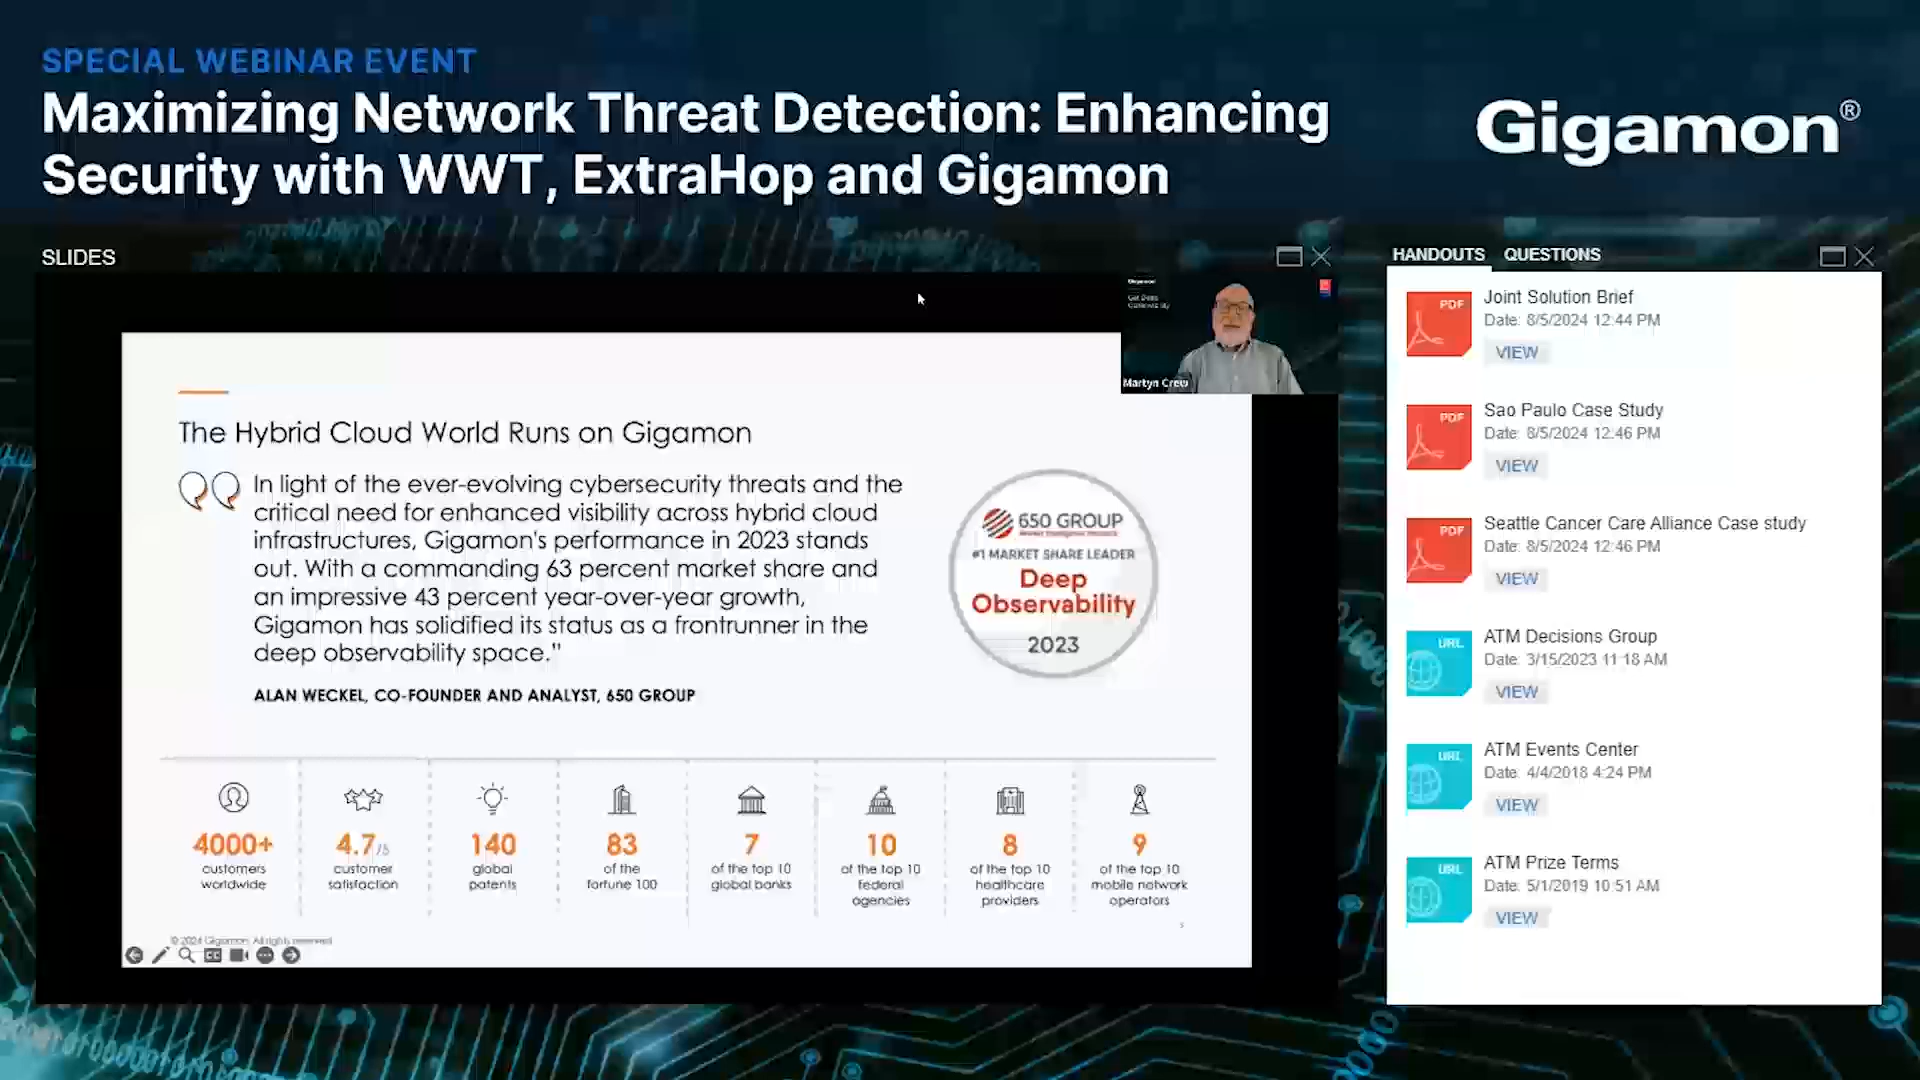 SPECIAL WEBINAR EVENT
Maximizing Network Threat Detection: Enhancing
Security with WWT, ExtraHop and Gigamon
Gigamon®
SLIDES
Gigamon
Martyn Crew
The Hybrid Cloud World Runs on Gigamon
In light of the ever-evolving cybersecurity threats and the
critical need for enhanced visibility across hybrid cloud
infrastructures, Gigamon's performance in 2023 stands
out. With a commanding 63 percent market share and
an impressive 43 percent year-over-year growth,
Gigamon has solidified its status as a frontrunner in the
deep observability space."
ALAN WECKEL, CO-FOUNDER AND ANALYST, 650 GROUP
650 GROUP
#1 MARKET SHARE LEADER
Deep
Observability
2023
4000+
customers
worldwide
4.7/5
customer
satisfaction
140
global
patents
83
of the
fortune 100
7
of the top 10
global banks
10
of the top 10
federal
agencies
8
of the top 10
healthcare
providers
9
of the top 10
mobile network
operators
© 2024 Gigamon. All rights reserved.
5
CC
HANDOUTS
QUESTIONS
PDF
Joint Solution Brief
Date: 8/5/2024 12:44 PM
VIEW
PDF
Sao Paulo Case Study
Date: 8/5/2024 12:46 PM
VIEW
PDF
Seattle Cancer Care Alliance Case study
Date: 8/5/2024 12:46 PM
VIEW
URL
ATM Decisions Group
Date: 3/15/2023 11:18 AM
VIEW
URL
ATM Events Center
Date: 4/4/2018 4:24 PM
VIEW
URL
ATM Prize Terms
Date: 5/1/2019 10:51 AM
VIEW